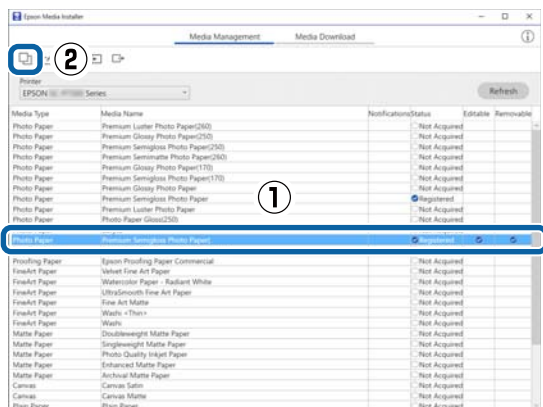 Epson Media Installer
Media Management Media Download
②
Printer
EPSON Series
Refresh
Media Type Media Name Notifications Status Editable Removable
Photo Paper Premium Luster Photo Paper(260) Not Acquired
Photo Paper Premium Glossy Photo Paper(250) Not Acquired
Photo Paper Premium Semigloss Photo Paper(250) Not Acquired
Photo Paper Premium Semimatte Photo Paper(260) Not Acquired
Photo Paper Premium Glossy Photo Paper(170) Not Acquired
Photo Paper Premium Semigloss Photo Paper(170) Not Acquired
Photo Paper Premium Glossy Photo Paper Not Acquired
Photo Paper Premium Semigloss Photo Paper Registered
Photo Paper Premium Luster Photo Paper Not Acquired
Photo Paper Photo Paper Gloss(250) Not Acquired
①
Photo Paper Premium Semigloss Photo Paper Registered
Proofing Paper Epson Proofing Paper Commercial Not Acquired
FineArt Paper Velvet Fine Art Paper Not Acquired
FineArt Paper Watercolor Paper - Radiant White Not Acquired
FineArt Paper UltraSmooth Fine Art Paper Not Acquired
FineArt Paper Fine Art Matte Not Acquired
FineArt Paper Washi <Thin> Not Acquired
FineArt Paper Washi Not Acquired
Matte Paper Doubleweight Matte Paper Not Acquired
Matte Paper Singleweight Matte Paper Not Acquired
Matte Paper Photo Quality Inkjet Paper Not Acquired
Matte Paper Enhanced Matte Paper Not Acquired
Matte Paper Archival Matte Paper Not Acquired
Canvas Canvas Satin Not Acquired
Canvas Canvas Matte Not Acquired
Plain Paper Plain Paper Not Acquired